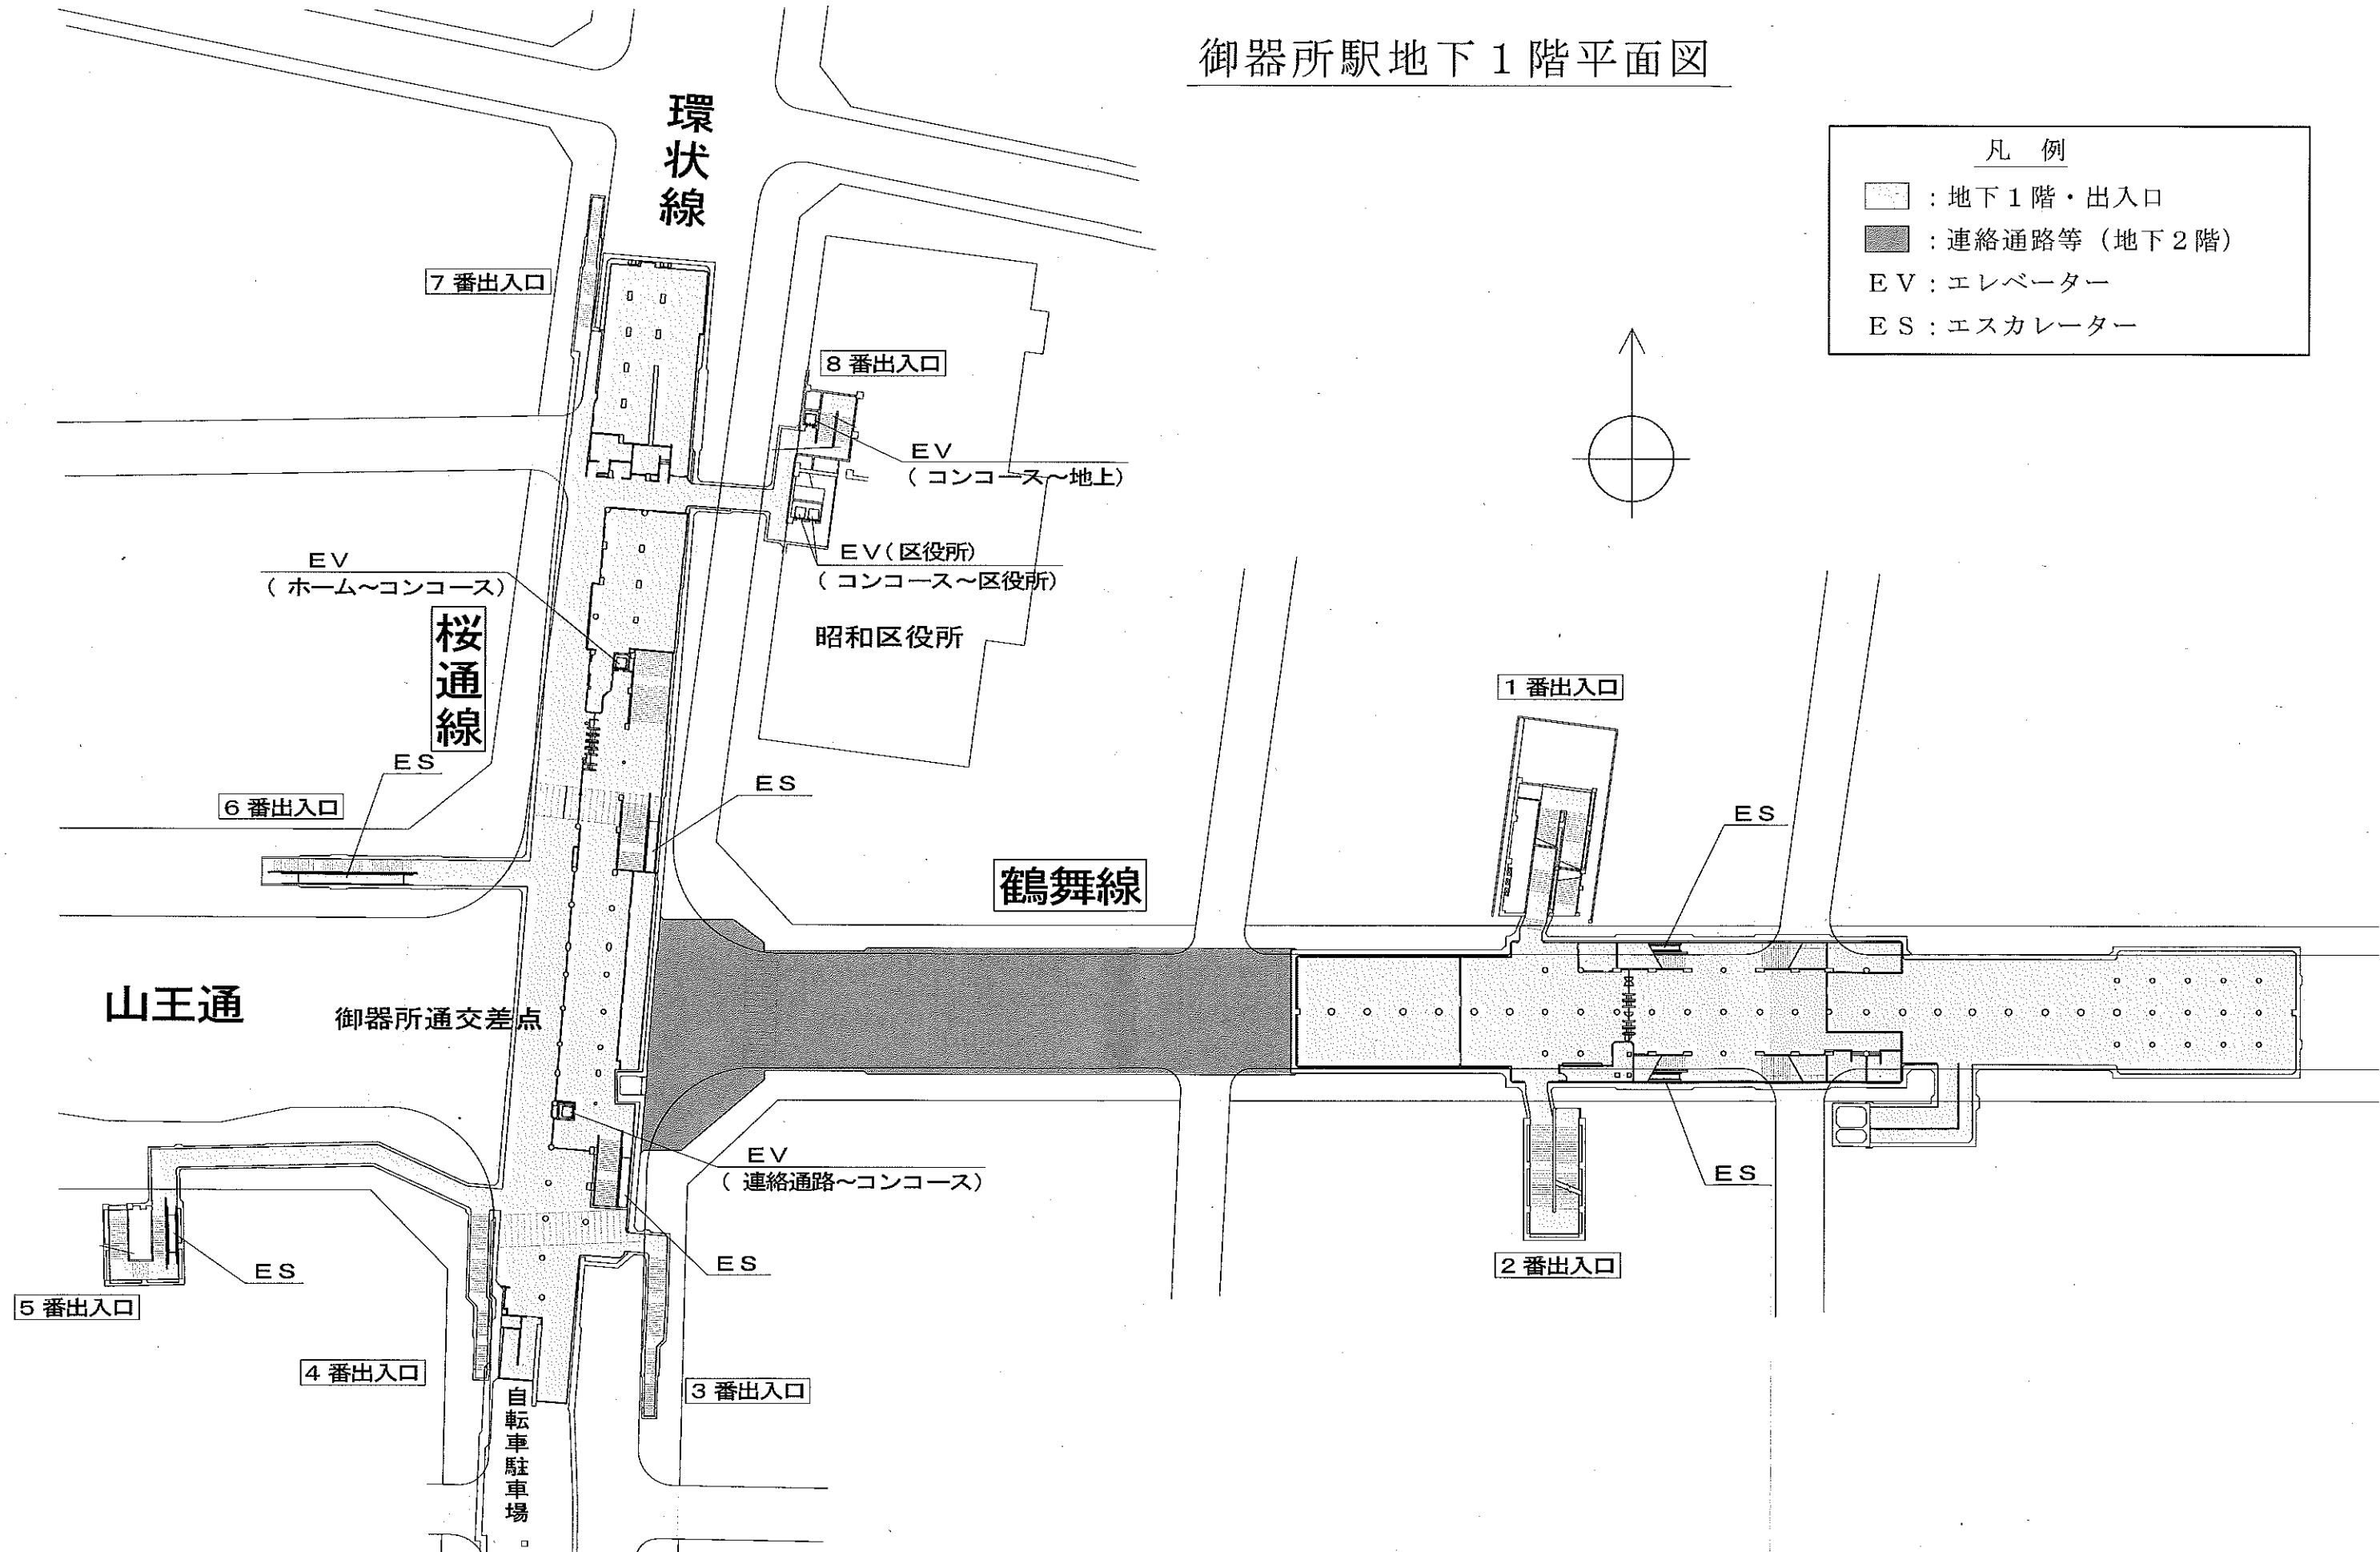 御器所駅地下１階平面図
凡　例
：地下１階・出入口
：連絡通路等（地下２階）
ＥＶ：エレベーター
ＥＳ：エスカレーター
環状線
７番出入口
８番出入口
ＥＶ
（コンコース～地上）
ＥＶ（区役所）
（コンコース～区役所）
ＥＶ
（ホーム～コンコース）
昭和区役所
桜通線
ＥＳ
６番出入口
ＥＳ
１番出入口
ＥＳ
鶴舞線
山王通
御器所通交差点
ＥＶ
（連絡通路～コンコース）
ＥＳ
ＥＳ
ＥＳ
２番出入口
５番出入口
４番出入口
３番出入口
自転車駐車場